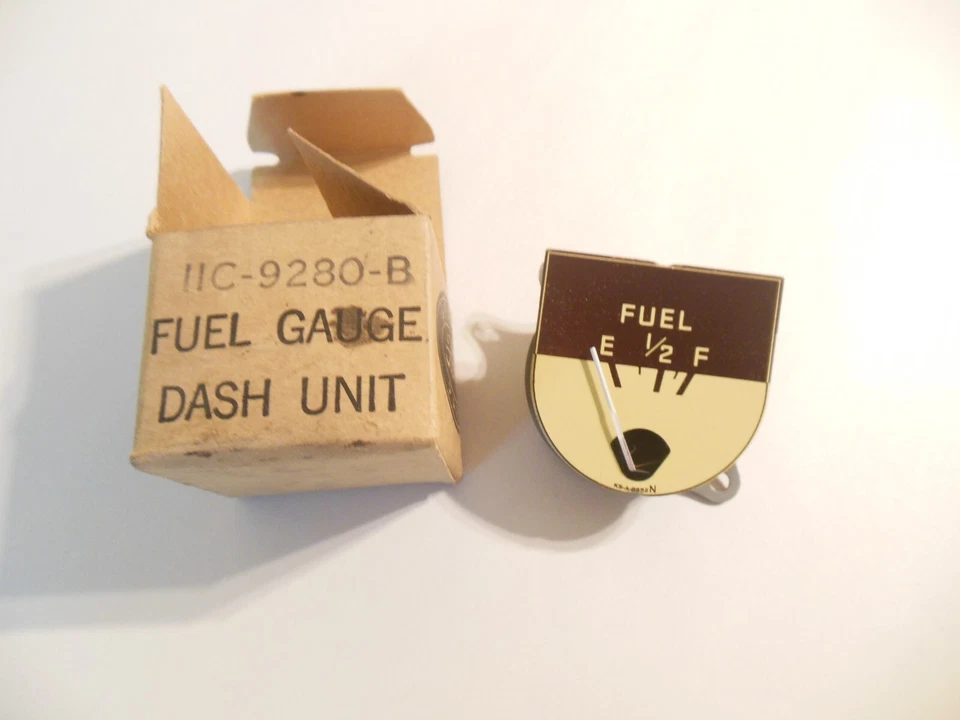 11C-9280-B
FUEL GAUGE
DASH UNIT
FUEL
E 1/2 F